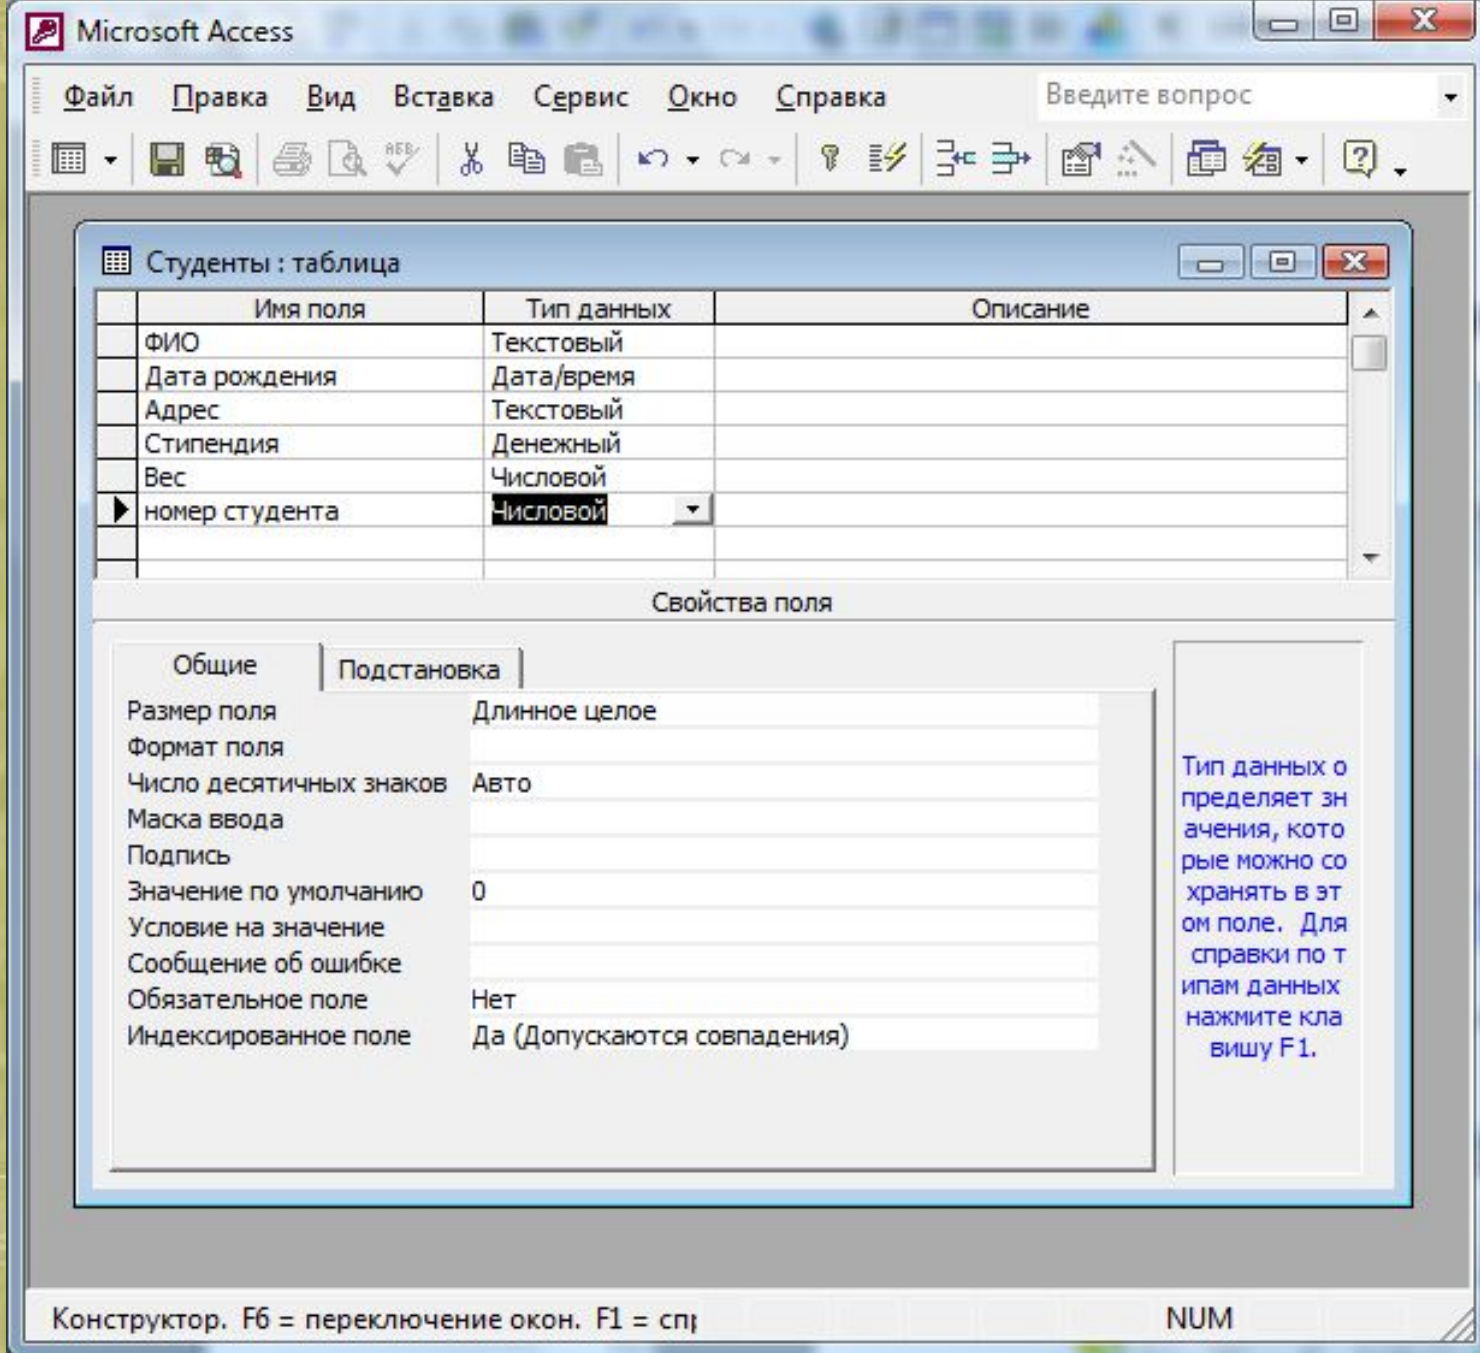 Microsoft Access
Файл Правка Вид Вставка Сервис Окно Справка Введите вопрос
Студенты : таблица
Имя поля Тип данных Описание
ФИО Текстовый
Дата рождения Дата/время
Адрес Текстовый
Стипендия Денежный
Вес Числовой
номер студента Числовой
Свойства поля
Общие Подстановка
Размер поля Длинное целое
Формат поля
Число десятичных знаков Авто
Маска ввода
Подпись
Значение по умолчанию 0
Условие на значение
Сообщение об ошибке
Обязательное поле Нет
Индексированное поле Да (Допускаются совпадения)
Тип данных о
пределяет зн
ачения, кото
рые можно со
хранять в эт
ом поле. Для
справки по т
ипам данных
нажмите кла
вишу F1.
Конструктор. F6 = переключение окон. F1 = спр
NUM